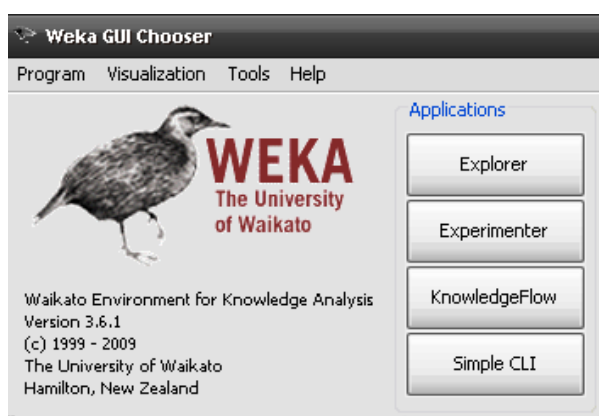 Weka GUI Chooser
Program Visualization Tools Help
WEKA
The University
of Waikato
Waikato Environment for Knowledge Analysis
Version 3.6.1
(c) 1999 - 2009
The University of Waikato
Hamilton, New Zealand
Applications
Explorer
Experimenter
KnowledgeFlow
Simple CLI